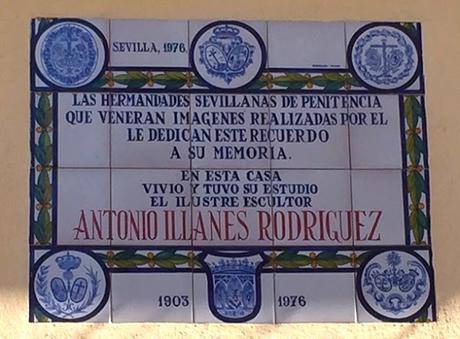 SEVILLA, 1976
LAS HERMANDADES SEVILLANAS DE PENITENCIA
QUE VENERAN IMAGENES REALIZADAS POR EL
LE DEDICAN ESTE RECUERDO
A SU MEMORIA.
EN ESTA CASA
VIVIO Y TUVO SU ESTUDIO
EL ILUSTRE ESCULTOR
ANTONIO ILLANES RODRIGUEZ
1903 1976